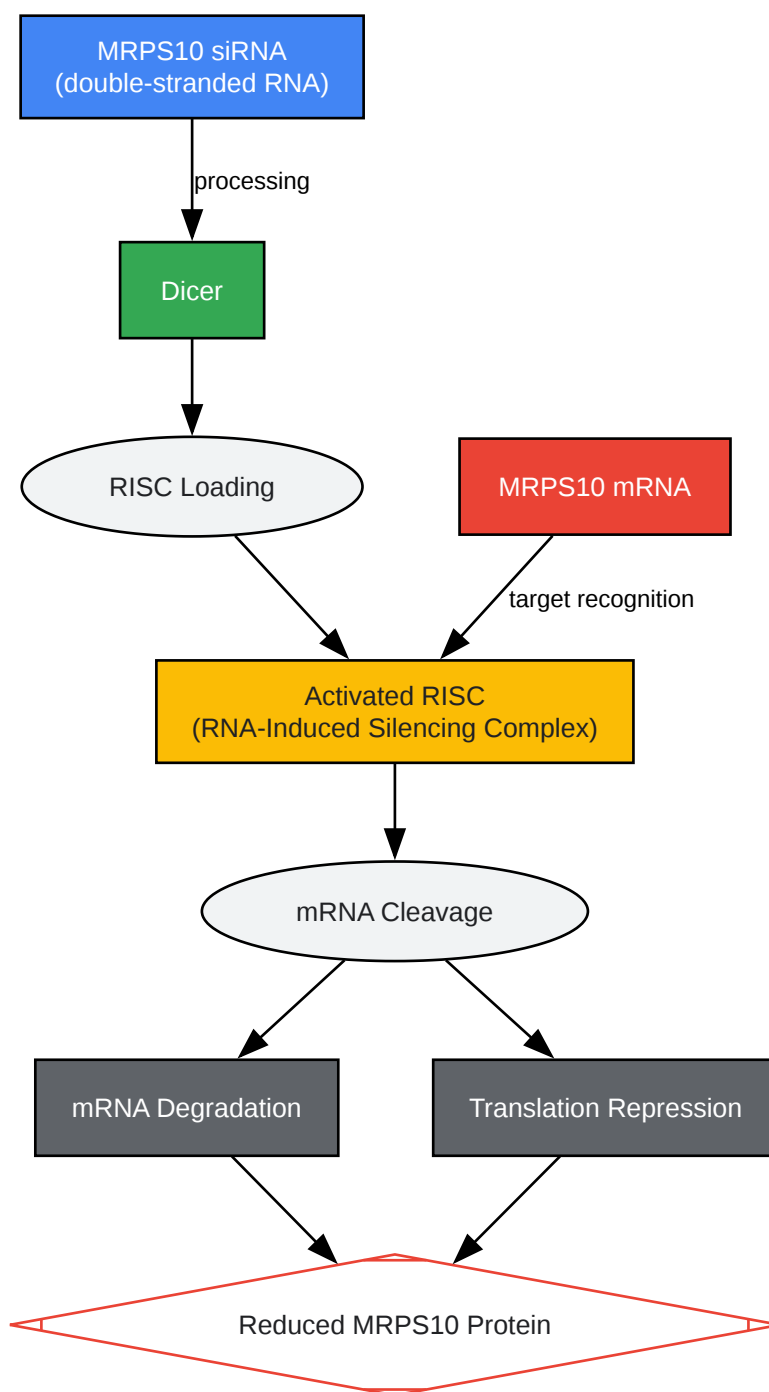 MRPS10 siRNA
(double-stranded RNA)
processing
Dicer
RISC Loading
MRPS10 mRNA
target recognition
Activated RISC
(RNA-Induced Silencing Complex)
mRNA Cleavage
mRNA Degradation
Translation Repression
Reduced MRPS10 Protein